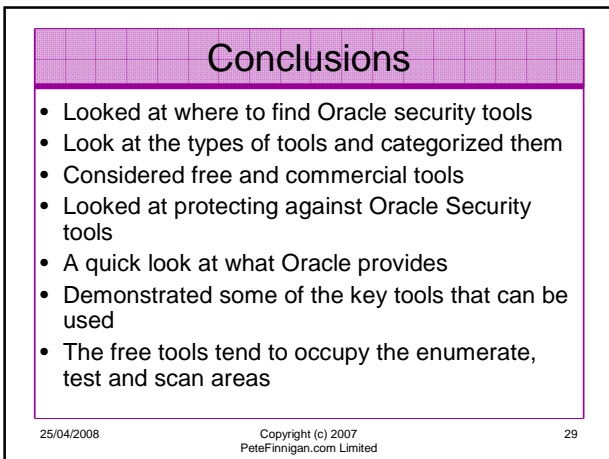 Conclusions
• Looked at where to find Oracle security tools
• Look at the types of tools and categorized them
• Considered free and commercial tools
• Looked at protecting against Oracle Security
tools
• A quick look at what Oracle provides
• Demonstrated some of the key tools that can be
used
• The free tools tend to occupy the enumerate,
test and scan areas
25/04/2008
Copyright (c) 2007
PeteFinnigan.com Limited
29